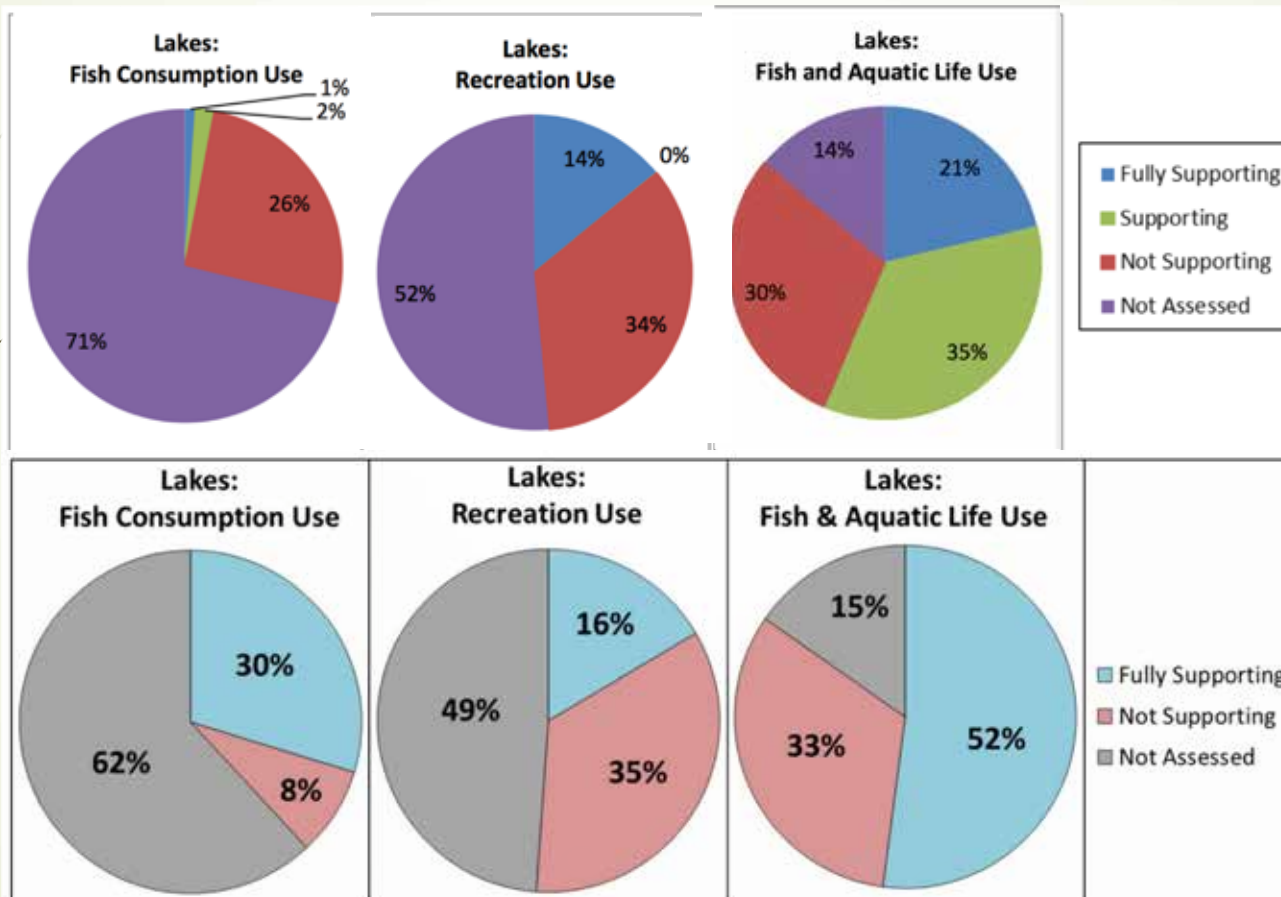 Lakes:
Fish Consumption Use
1%
2%
26%
71%
Lakes:
Recreation Use
14%
0%
34%
52%
Lakes:
Fish and Aquatic Life Use
14%
21%
30%
35%
Fully Supporting
Supporting
Not Supporting
Not Assessed
Lakes:
Fish Consumption Use
30%
62%
8%
Lakes:
Recreation Use
16%
49%
35%
Lakes:
Fish & Aquatic Life Use
15%
33%
52%
Fully Supporting
Not Supporting
Not Assessed